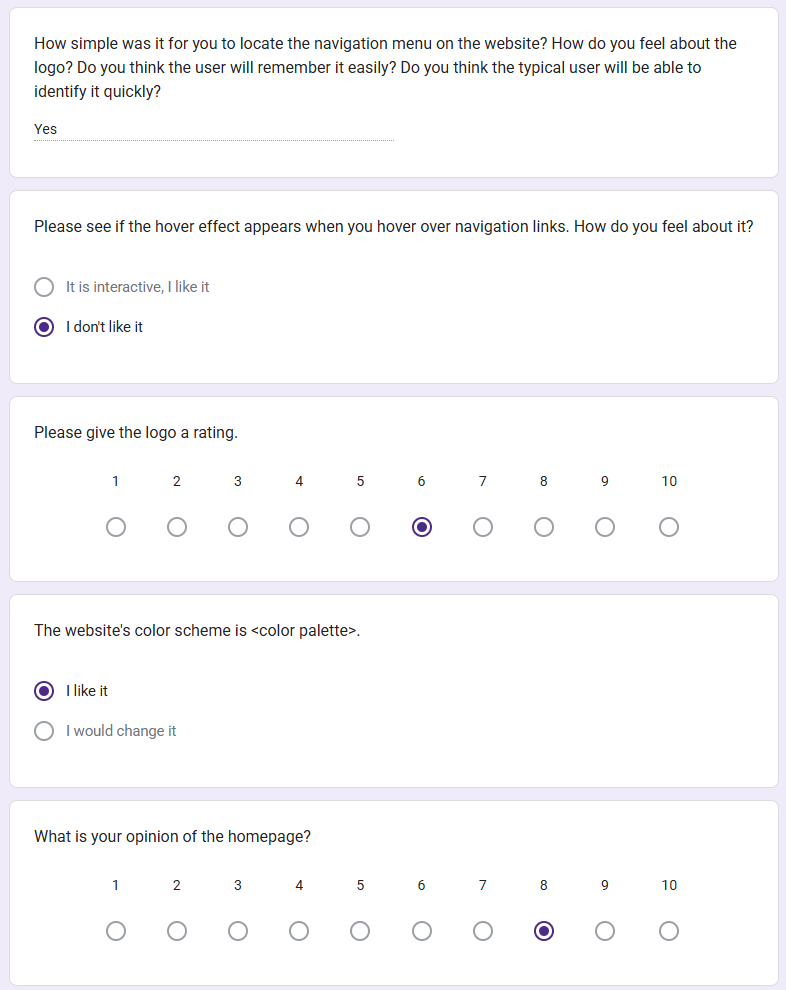 How simple was it for you to locate the navigation menu on the website? How do you feel about the
logo? Do you think the user will remember it easily? Do you think the typical user will be able to
identify it quickly?
Yes
Please see if the hover effect appears when you hover over navigation links. How do you feel about it?
It is interactive, I like it
I don't like it
Please give the logo a rating.
1 2 3 4 5 6 7 8 9 10
The website's color scheme is <color palette>.
I like it
I would change it
What is your opinion of the homepage?
1 2 3 4 5 6 7 8 9 10